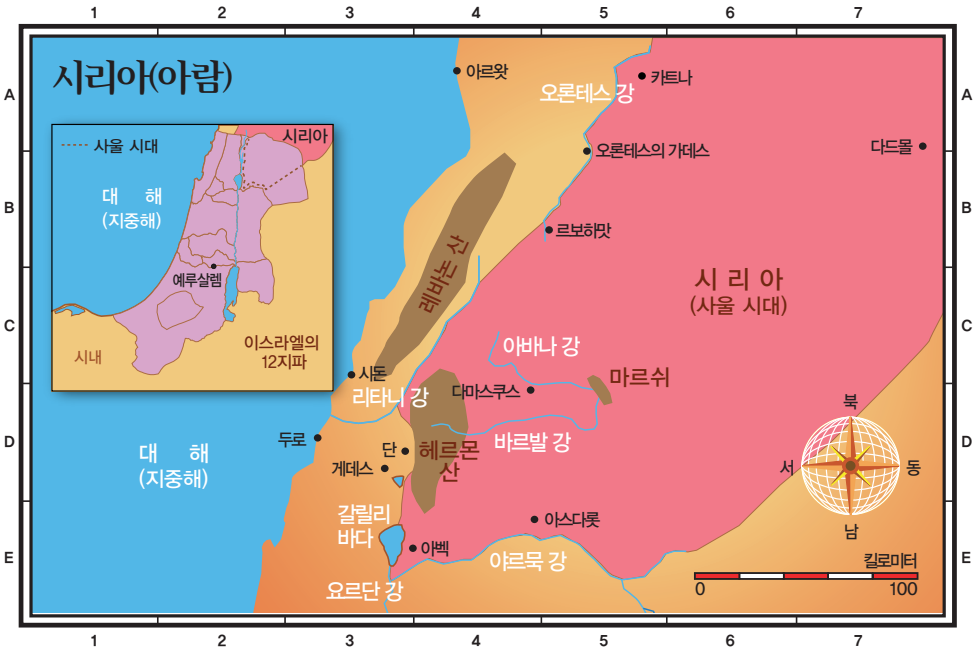 1 2 3 4 5 6 7
A
B
C
D
E
A
B
C
D
E
시리아(아람)
사울 시대
시리아
대 해
(지중해)
예루살렘
시내
이스라엘의
12지파
아르왓
카트나
오론테스 강
오론테스의 가데스
다드몰
르보하맛
레바논 산
시 리 아
(사울 시대)
아바나 강
마르쉬
시돈
리타니 강
다마스쿠스
북
두로
단
헤르몬
산
바르발 강
서
동
게데스
대 해
(지중해)
갈릴리
바다
아스다롯
남
아벡
야르묵 강
킬로미터
0 100
요르단 강
1 2 3 4 5 6 7